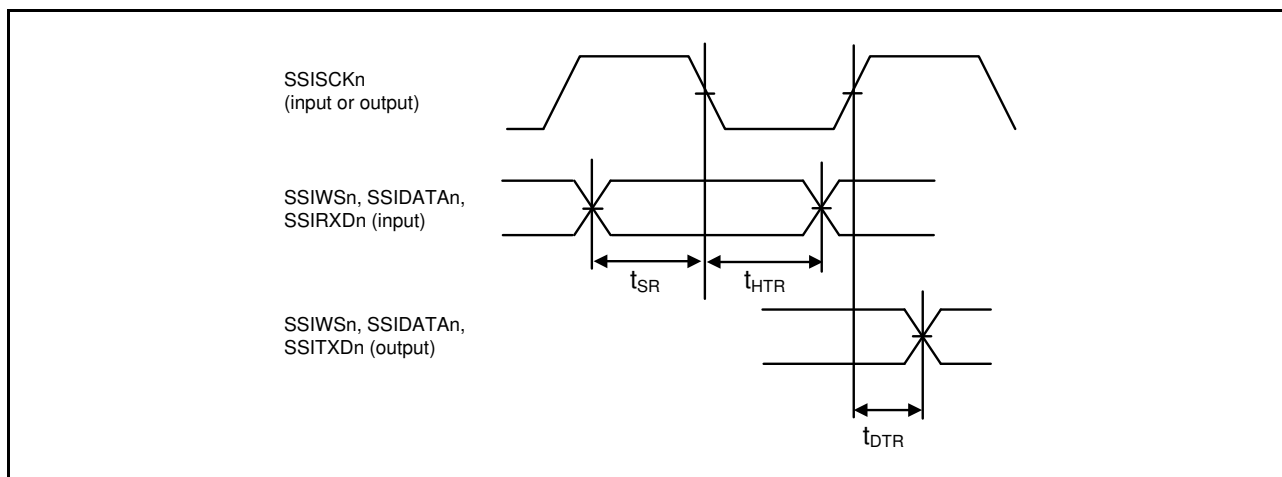 SSISCKn
(input or output)
SSIWSn, SSIDATAn,
SSIRXDn (input)
tSR
tHTR
SSIWSn, SSIDATAn,
SSITXDn (output)
tDTR